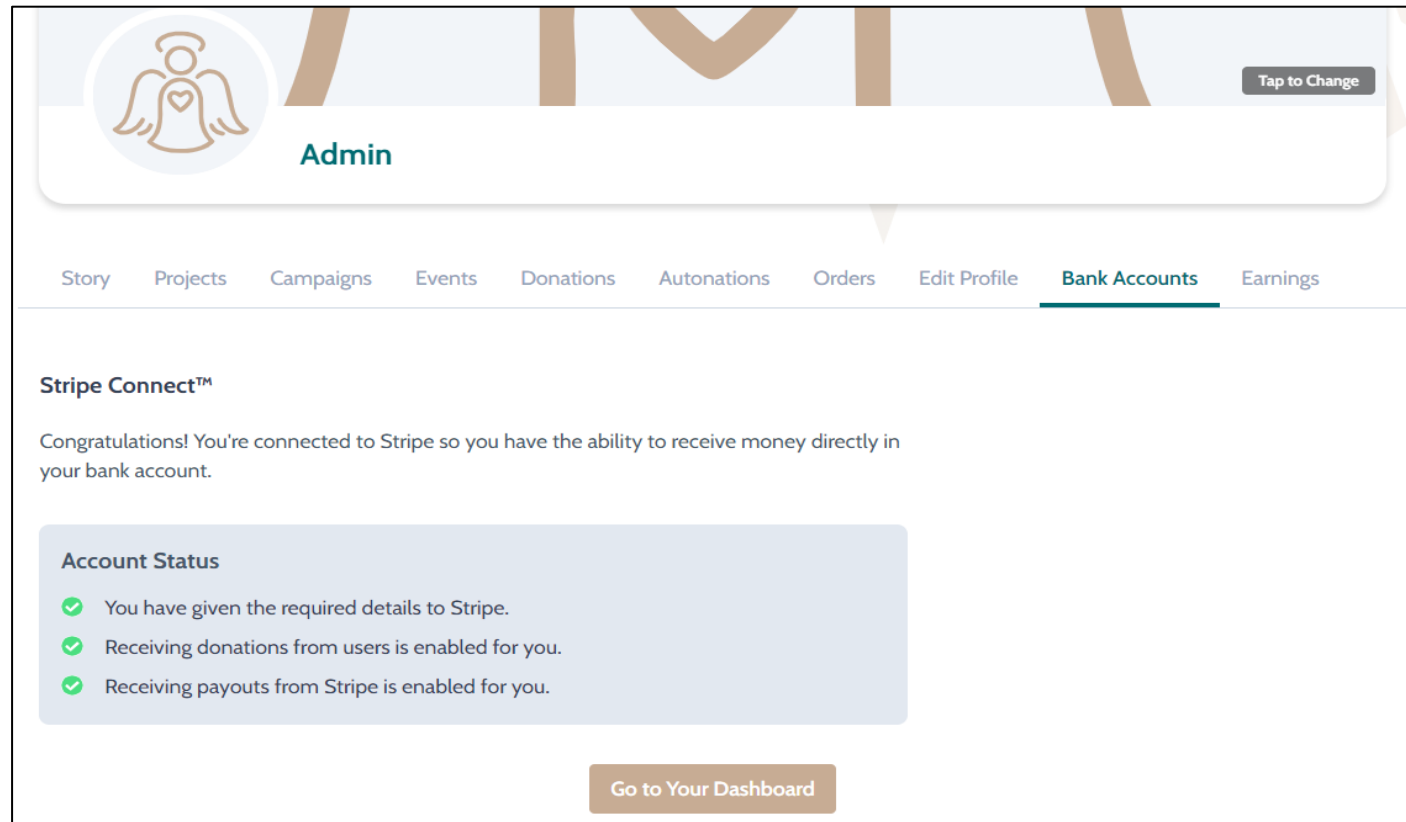 Tap to Change
Admin
Story Projects Campaigns Events Donations Autonations Orders Edit Profile Bank Accounts Earnings
Stripe Connect™
Congratulations! You're connected to Stripe so you have the ability to receive money directly in
your bank account.
Account Status
You have given the required details to Stripe.
Receiving donations from users is enabled for you.
Receiving payouts from Stripe is enabled for you.
Go to Your Dashboard